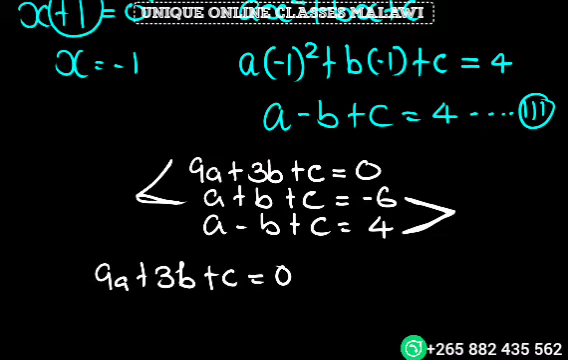 x(+1) = 
UNIQUE ONLINE CLASSES MALAWI
x = -1
a(-1)²+b(-1)+c = 4
a - b + c = 4 ----- (III)
9a+3b+c = 0
a + b + c = -6
a - b + c = 4
9a+3b+c = 0
+265 882 435 562